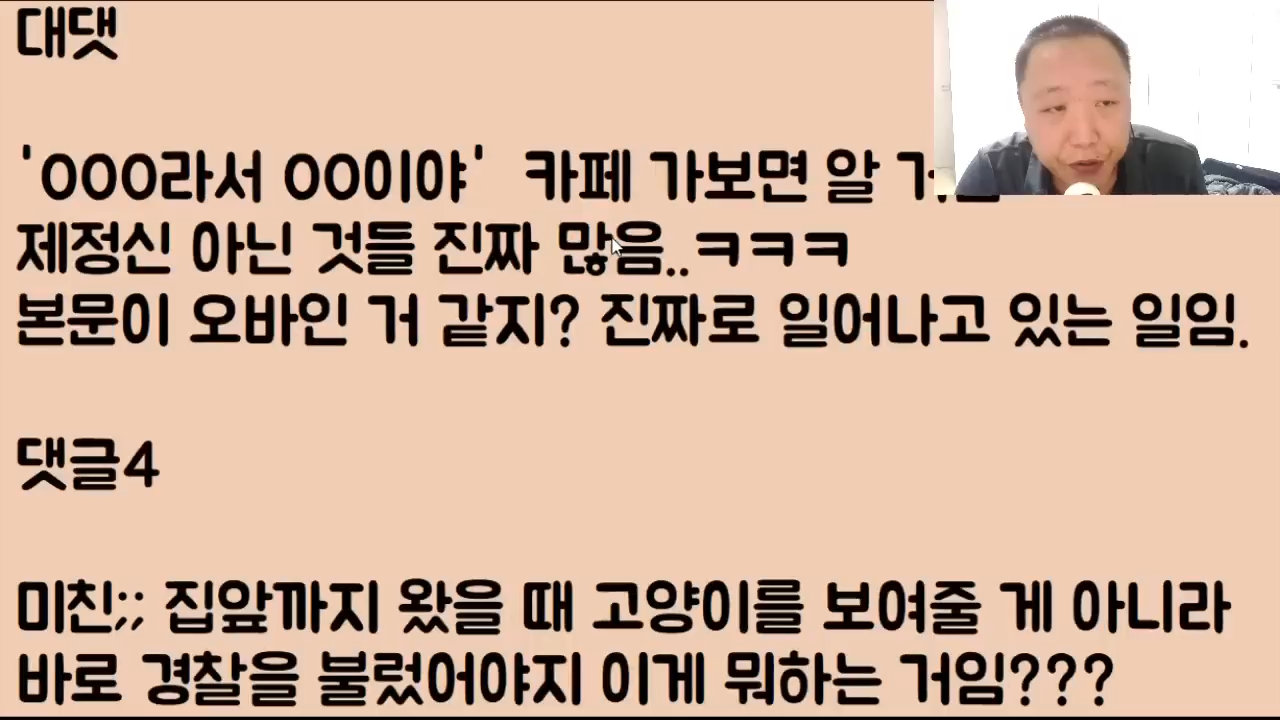 대댓
'OOO라서 OO이야' 카페 가보면 알
제정신 아닌 것들 진짜 많음..ㅋㅋㅋ
본문이 오바인 거 같지? 진짜로 일어나고 있는 일임.
댓글4
미친;; 집앞까지 왔을 때 고양이를 보여줄 게 아니라
바로 경찰을 불렀어야지 이게 뭐하는 거임???